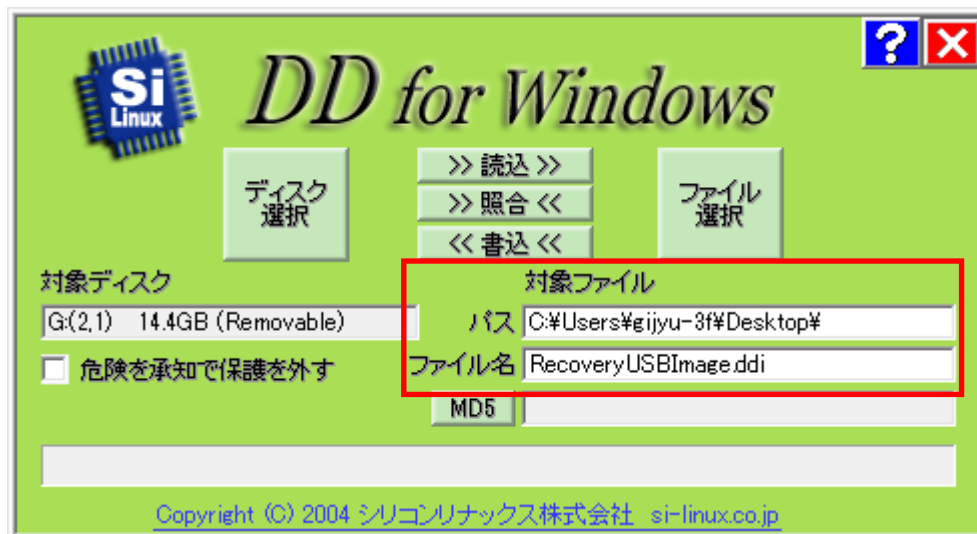 Si
Linux
DD for Windows
?
ディスク
選択
>> 読込 >>
>> 照合 <<
<< 書込 <<
ファイル
選択
対象ディスク
対象ファイル
G:(2,1) 14.4GB (Removable)
パス C:¥Users¥gijyu-3f¥Desktop¥
危険を承知で保護を外す
ファイル名 RecoveryUSBImage.ddi
MD5
Copyright (C) 2004 シリコンリナックス株式会社 si-linux.co.jp